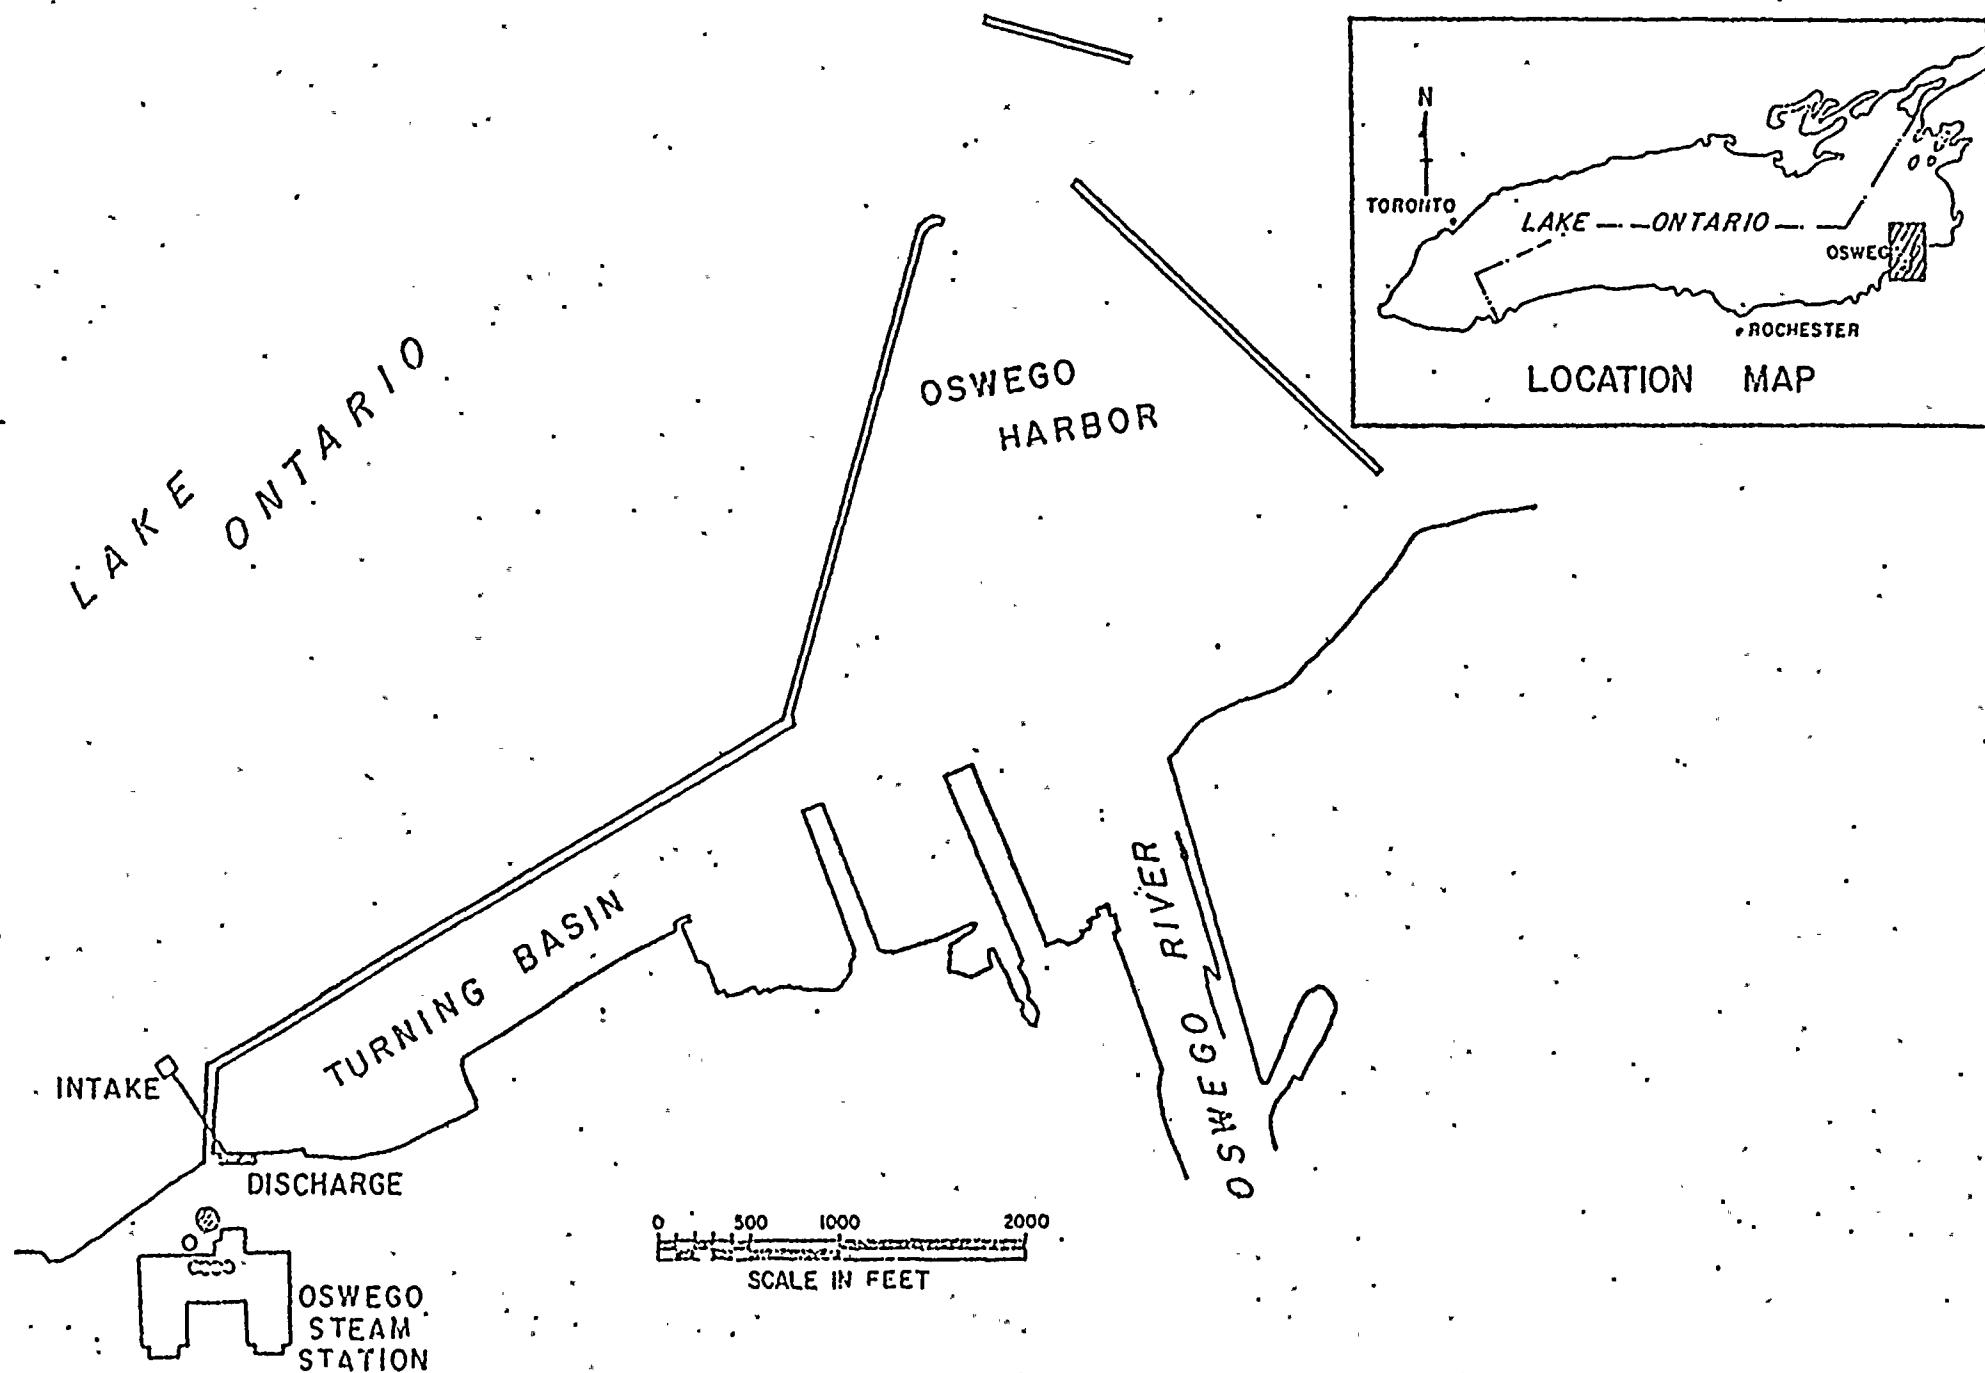 N
TORONTO
LAKE ONTARIO
OSWEG
ROCHESTER
LOCATION MAP
OSWEGO
HARBOR
LAKE
ONTARIO
TURNING BASIN
OSWEGO RIVER
INTAKE
DISCHARGE
0 500 1000 2000
SCALE IN FEET
OSWEGO
STEAM
STATION